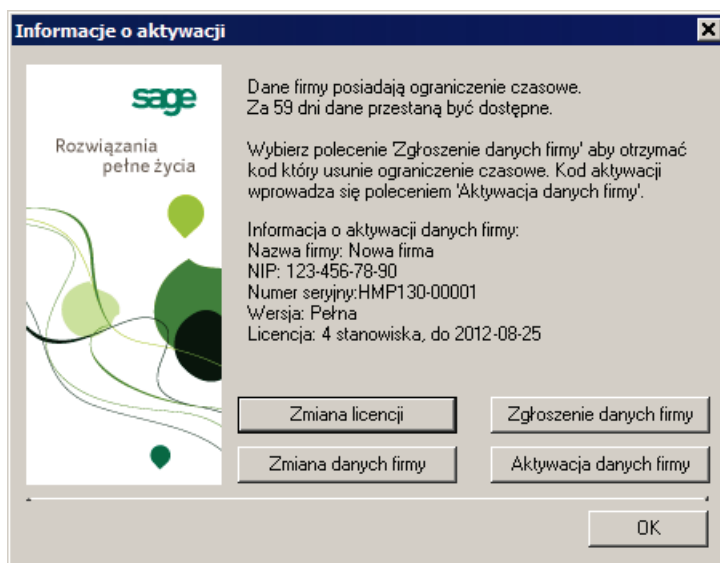 Informacje o aktywacji
sage
Rozwiązania
pełne życia
Dane firmy posiadają ograniczenie czasowe.
Za 59 dni dane przestaną być dostępne.
Wybierz polecenie 'Zgłoszenie danych firmy' aby otrzymać
kod który usunie ograniczenie czasowe. Kod aktywacji
wprowadza się poleceniem 'Aktywacja danych firmy'.
Informacja o aktywacji danych firmy:
Nazwa firmy: Nowa firma
NIP: 123-456-78-90
Numer seryjny:HMP130-00001
Wersja: Pełna
Licencja: 4 stanowiska, do 2012-08-25
Zmiana licencji
Zgłoszenie danych firmy
Zmiana danych firmy
Aktywacja danych firmy
OK